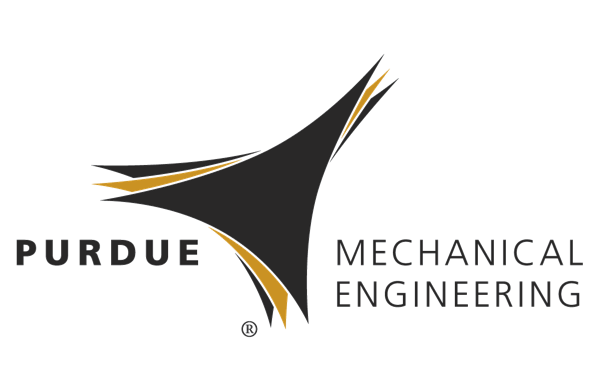 PURDUE
MECHANICAL
ENGINEERING
®